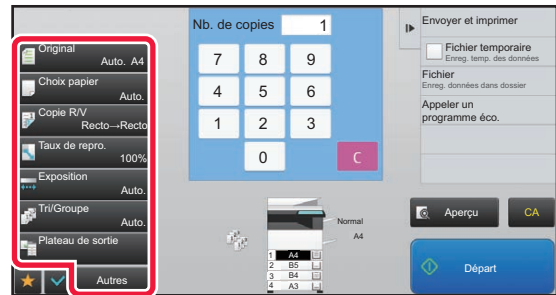 Original
Auto. A4
Choix papier
Auto.
Copie R/V
Recto→Recto
Taux de repro.
100%
Exposition
Auto.
Tri/Groupe
Auto.
Plateau de sortie
Autres
Nb. de copies 1
7 8 9
4 5 6
1 2 3
0 C
Normal
A4
1 A4
2 B5
3 B4
4 A3
Envoyer et imprimer
Fichier temporaire
Enreg. temp. des données
Fichier
Enreg. données dans dossier
Appeler un
programme éco.
Aperçu
CA
Départ